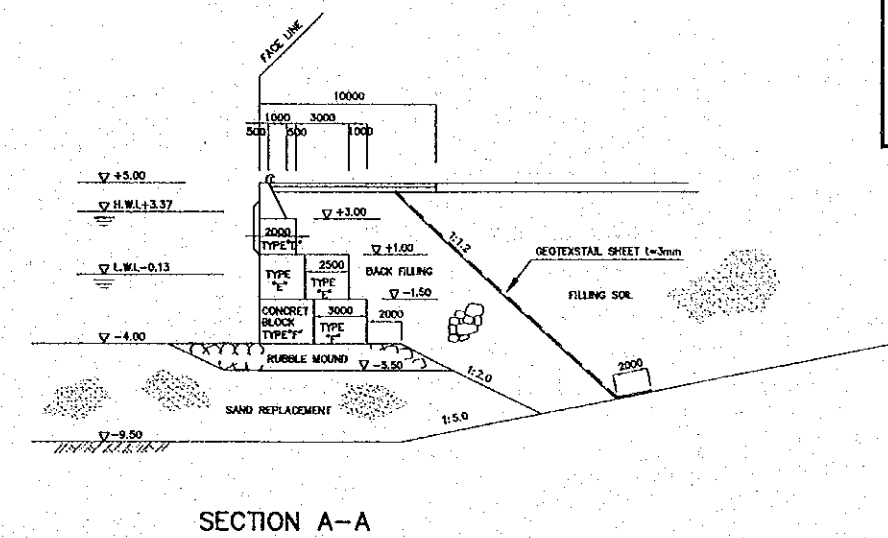 FACE LINE
10000
1000 3000
500 500 1000
▽ +5.00
▽ H.W.L+3.37
▽ +3.00
2000
TYPE"D"
▽ +1.00
1:1.2
GEOTEXSTAIL SHEET t=3mm
▽ L.W.L-0.13
TYPE "E"
2500
TYPE "E"
BACK FILLING
FILLING SOIL
▽ -1.50
CONCRET BLOCK TYPE"F"
3000
TYPE "F"
2000
▽ -4.00
RUBBLE MOUND
▽ -5.50
1:2.0
2000
SAND REPLACEMENT
1:5.0
▽ -9.50
SECTION A-A